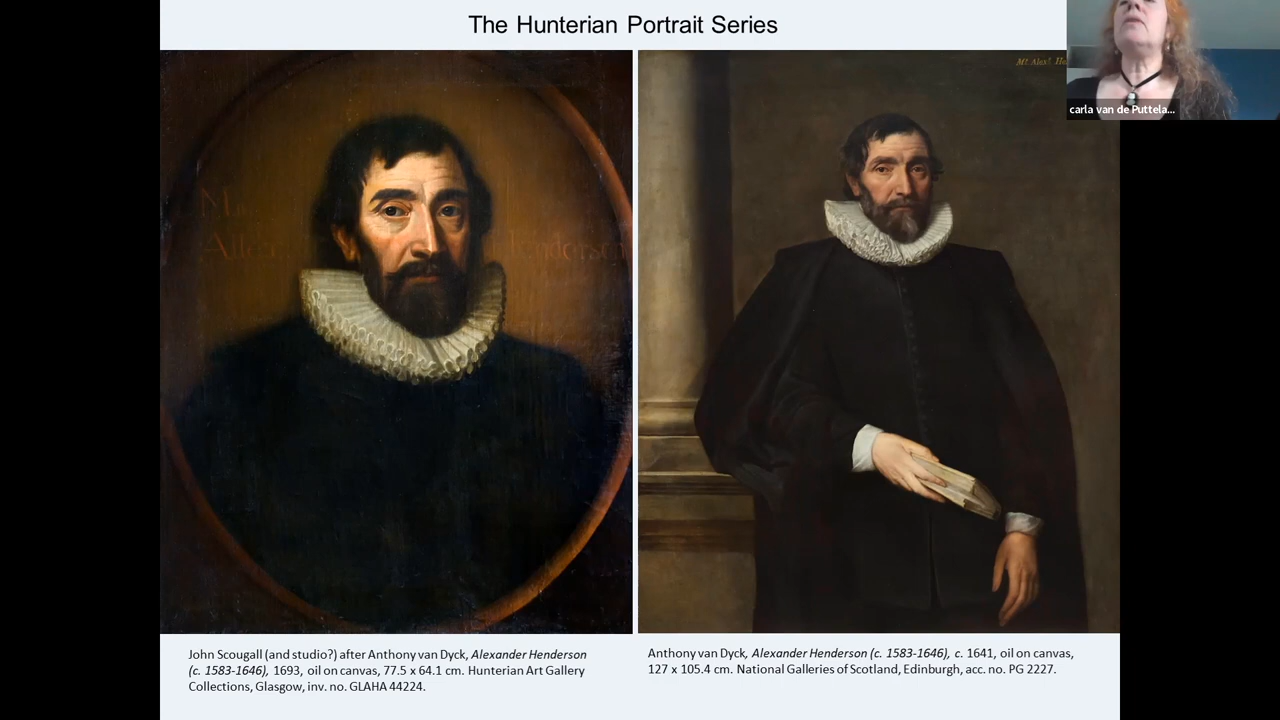 The Hunterian Portrait Series
Mr. Alexr. He
carla van de Puttela...
John Scougall (and studio?) after Anthony van Dyck, Alexander Henderson
(c. 1583-1646), 1693, oil on canvas, 77.5 x 64.1 cm. Hunterian Art Gallery
Collections, Glasgow, inv. no. GLAHA 44224.
Anthony van Dyck, Alexander Henderson (c. 1583-1646), c. 1641, oil on canvas,
127 x 105.4 cm. National Galleries of Scotland, Edinburgh, acc. no. PG 2227.